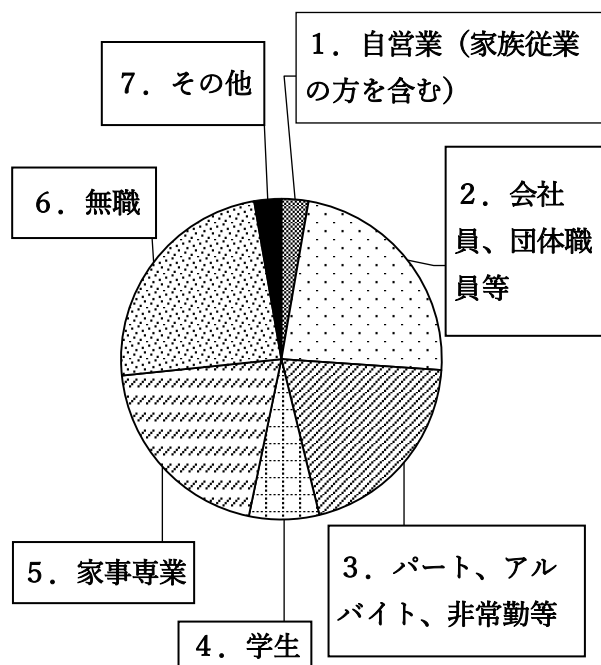 １．自営業（家族従業
の方を含む）
２．会社
員、団体職
員等
３．パート、アル
バイト、非常勤等
４．学生
５．家事専業
６．無職
７．その他